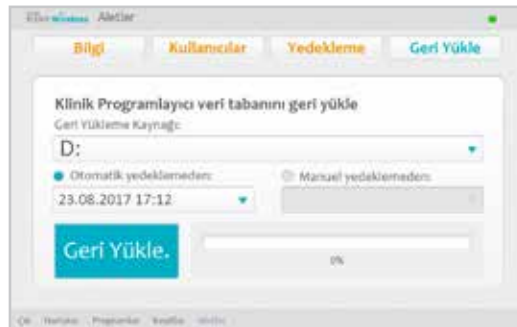 Aletler
Bilgi Kullanıcılar Yedekleme Geri Yükle
Klinik Programlayıcı veri tabanını geri yükle
Geri Yükleme Kaynağı:
D:
Otomatik yedeklemeden: Manuel yedeklemeden:
23.08.2017 17:12
Geri Yükle.
0%
Programlar